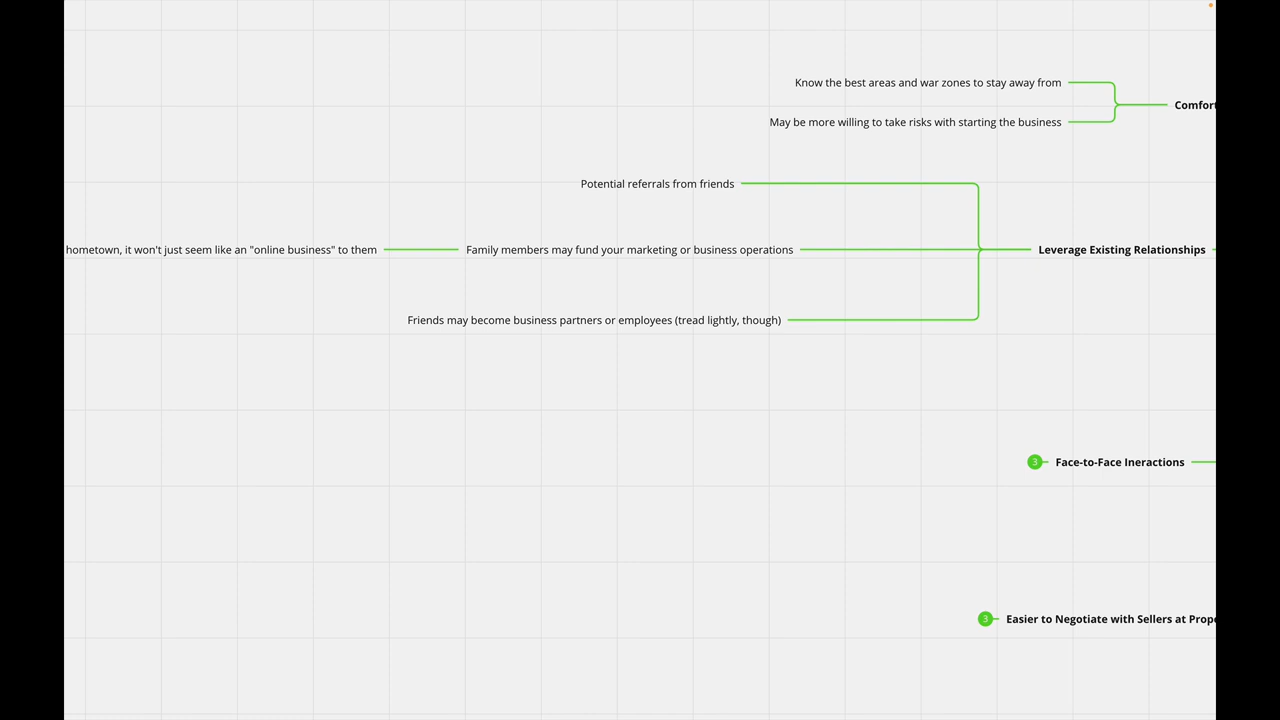 Know the best areas and war zones to stay away from
Comfort
May be more willing to take risks with starting the business
Potential referrals from friends
hometown, it won't just seem like an "online business" to them
Family members may fund your marketing or business operations
Leverage Existing Relationships
Friends may become business partners or employees (tread lightly, though)
3
Face-to-Face Ineractions
3
Easier to Negotiate with Sellers at Prope